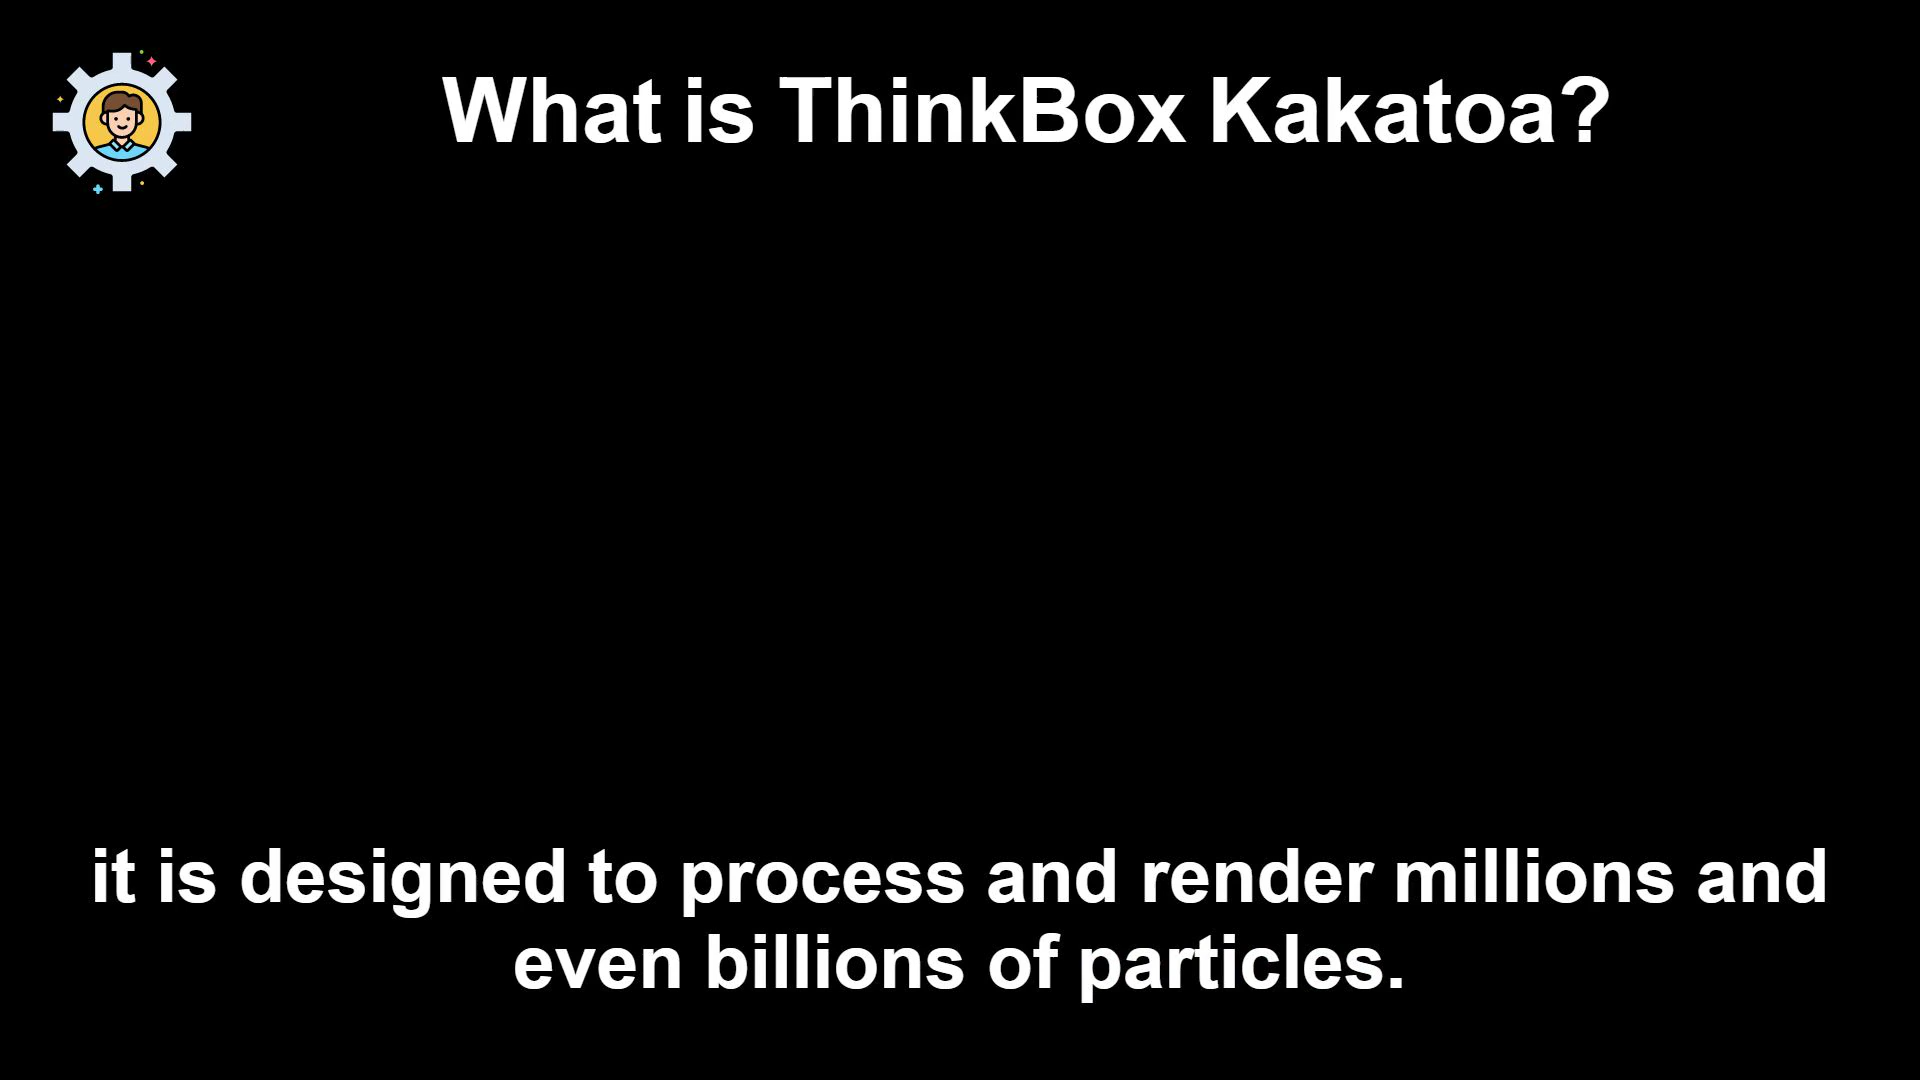 What is ThinkBox Kakatoa?
it is designed to process and render millions and
even billions of particles.